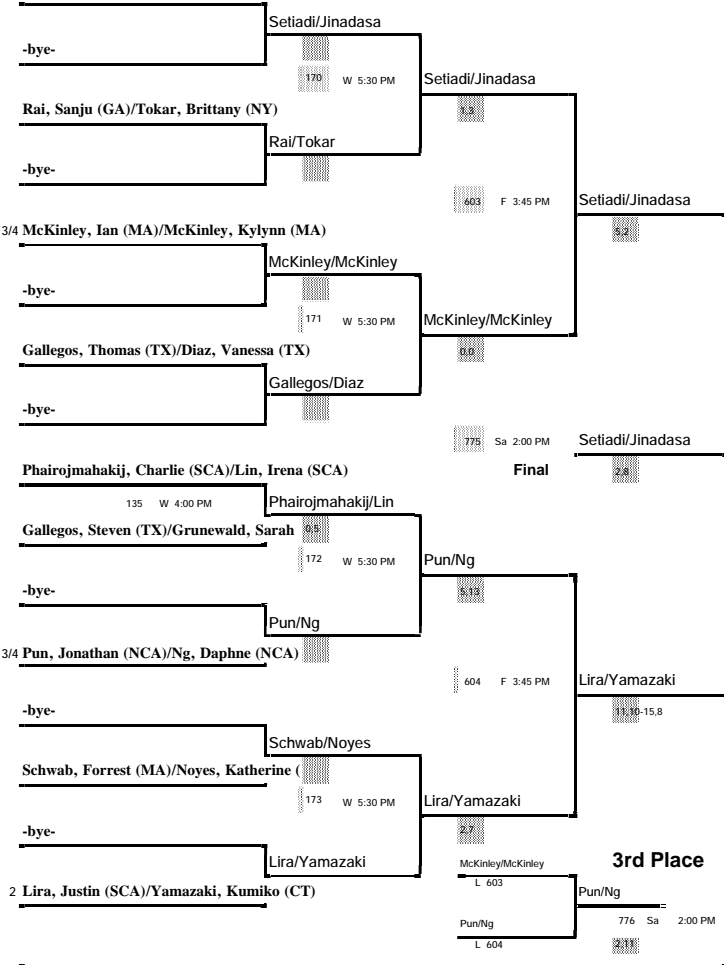 Setiadi/Jinadasa
-bye-
170 W 5:30 PM Setiadi/Jinadasa
Rai, Sanju (GA)/Tokar, Brittany (NY) 1,3
Rai/Tokar
-bye-
603 F 3:45 PM Setiadi/Jinadasa
3/4 McKinley, Ian (MA)/McKinley, Kylynn (MA) 5,2
McKinley/McKinley
-bye-
171 W 5:30 PM McKinley/McKinley
Gallegos, Thomas (TX)/Diaz, Vanessa (TX) 0,0
Gallegos/Diaz
-bye-
775 Sa 2:00 PM Setiadi/Jinadasa
Phairojmahakij, Charlie (SCA)/Lin, Irena (SCA) Final 2,8
135 W 4:00 PM Phairojmahakij/Lin
Gallegos, Steven (TX)/Grunewald, Sarah 0,5
172 W 5:30 PM Pun/Ng
-bye- 5,13
Pun/Ng
3/4 Pun, Jonathan (NCA)/Ng, Daphne (NCA)
604 F 3:45 PM Lira/Yamazaki
-bye- 11,10-15,8
Schwab/Noyes
Schwab, Forrest (MA)/Noyes, Katherine (
173 W 5:30 PM Lira/Yamazaki
-bye- 2,7
Lira/Yamazaki McKinley/McKinley 3rd Place
2 Lira, Justin (SCA)/Yamazaki, Kumiko (CT) L 603 Pun/Ng
Pun/Ng 776 Sa 2:00 PM
L 604 2,11